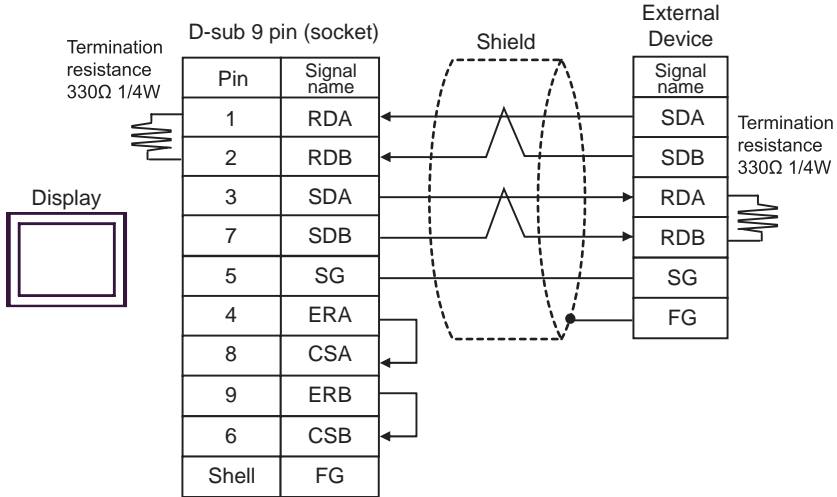 External
Device
D-sub 9 pin (socket)
Shield
Termination
resistance
330Ω 1/4W
Pin
Signal
name
Signal
name
1
RDA
SDA
2
RDB
SDB
3
SDA
RDA
7
SDB
RDB
5
SG
SG
4
ERA
FG
8
CSA
9
ERB
6
CSB
Shell
FG
Termination
resistance
330Ω 1/4W
Display